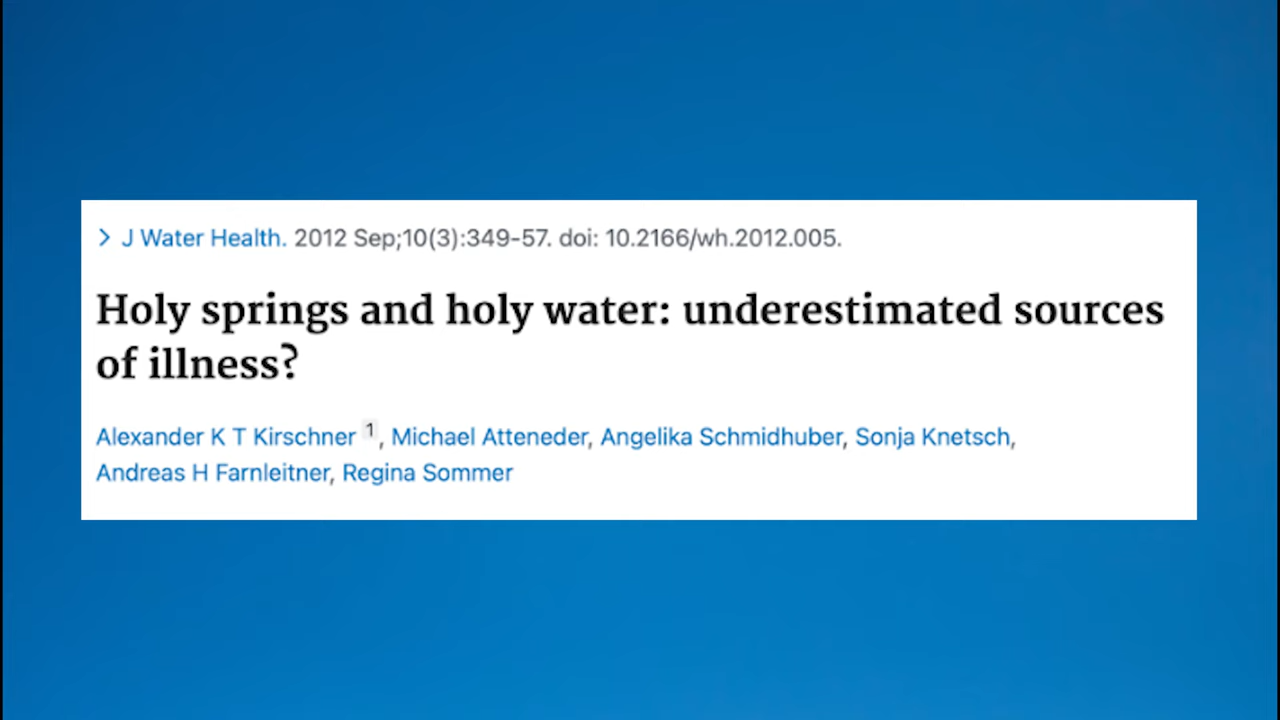 > J Water Health. 2012 Sep;10(3):349-57. doi: 10.2166/wh.2012.005.
Holy springs and holy water: underestimated sources
of illness?
Alexander K T Kirschner 1, Michael Atteneder, Angelika Schmidhuber, Sonja Knetsch,
Andreas H Farnleitner, Regina Sommer